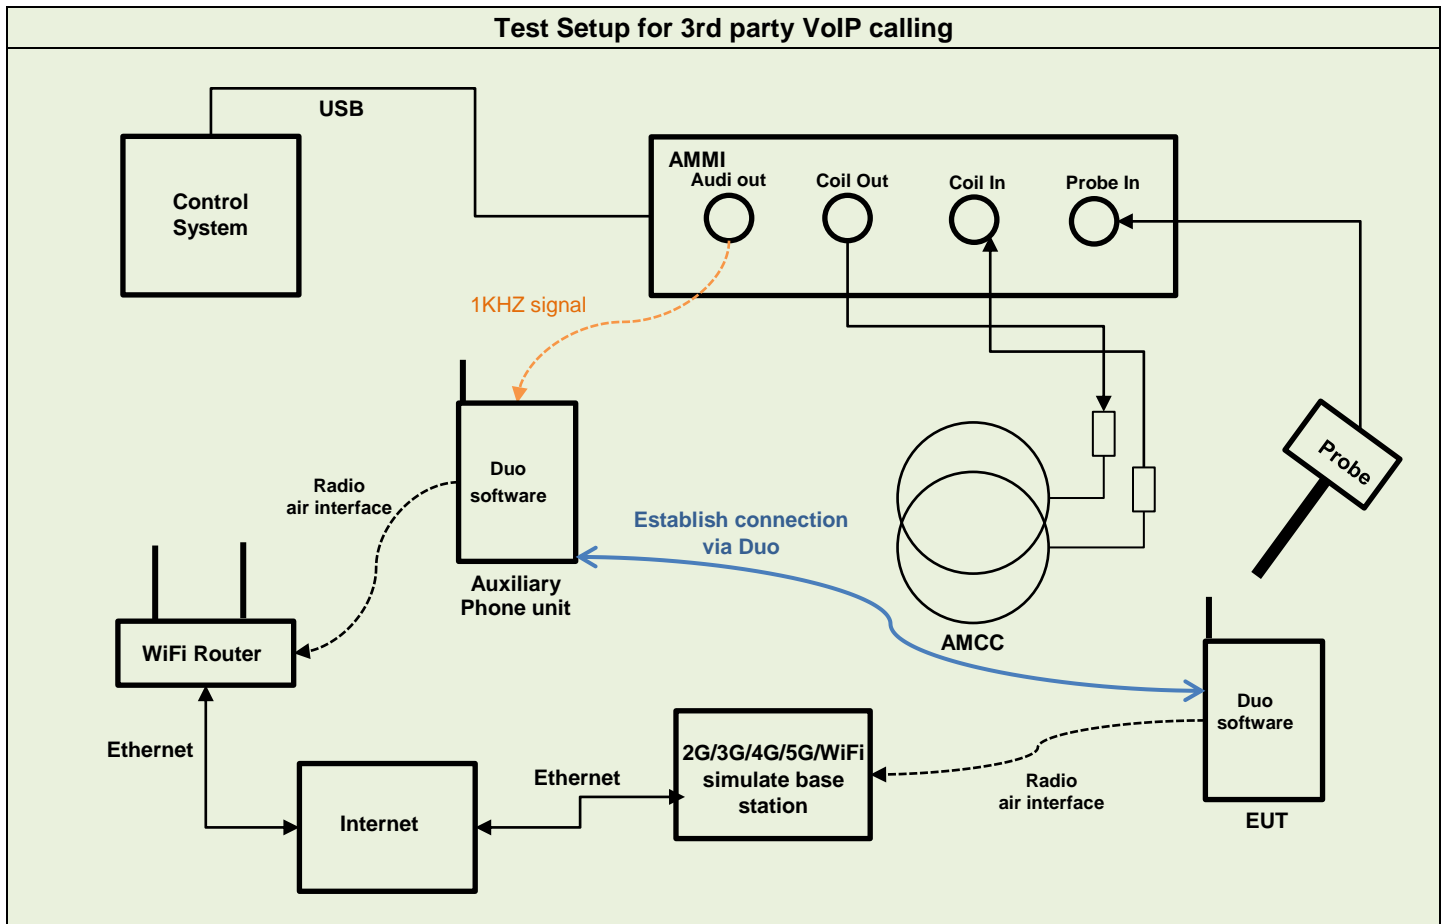 Test Setup for 3rd party VoIP calling
USB
Control
System
AMMI
Audi out
Coil Out
Coil In
Probe In
1KHZ signal
Probe
Duo
software
Radio
air interface
Establish connection
via Duo
Auxiliary
Phone unit
AMCC
WiFi Router
Duo
software
Ethernet
2G/3G/4G/5G/WiFi
simulate base
station
Ethernet
Radio
air interface
Internet
EUT